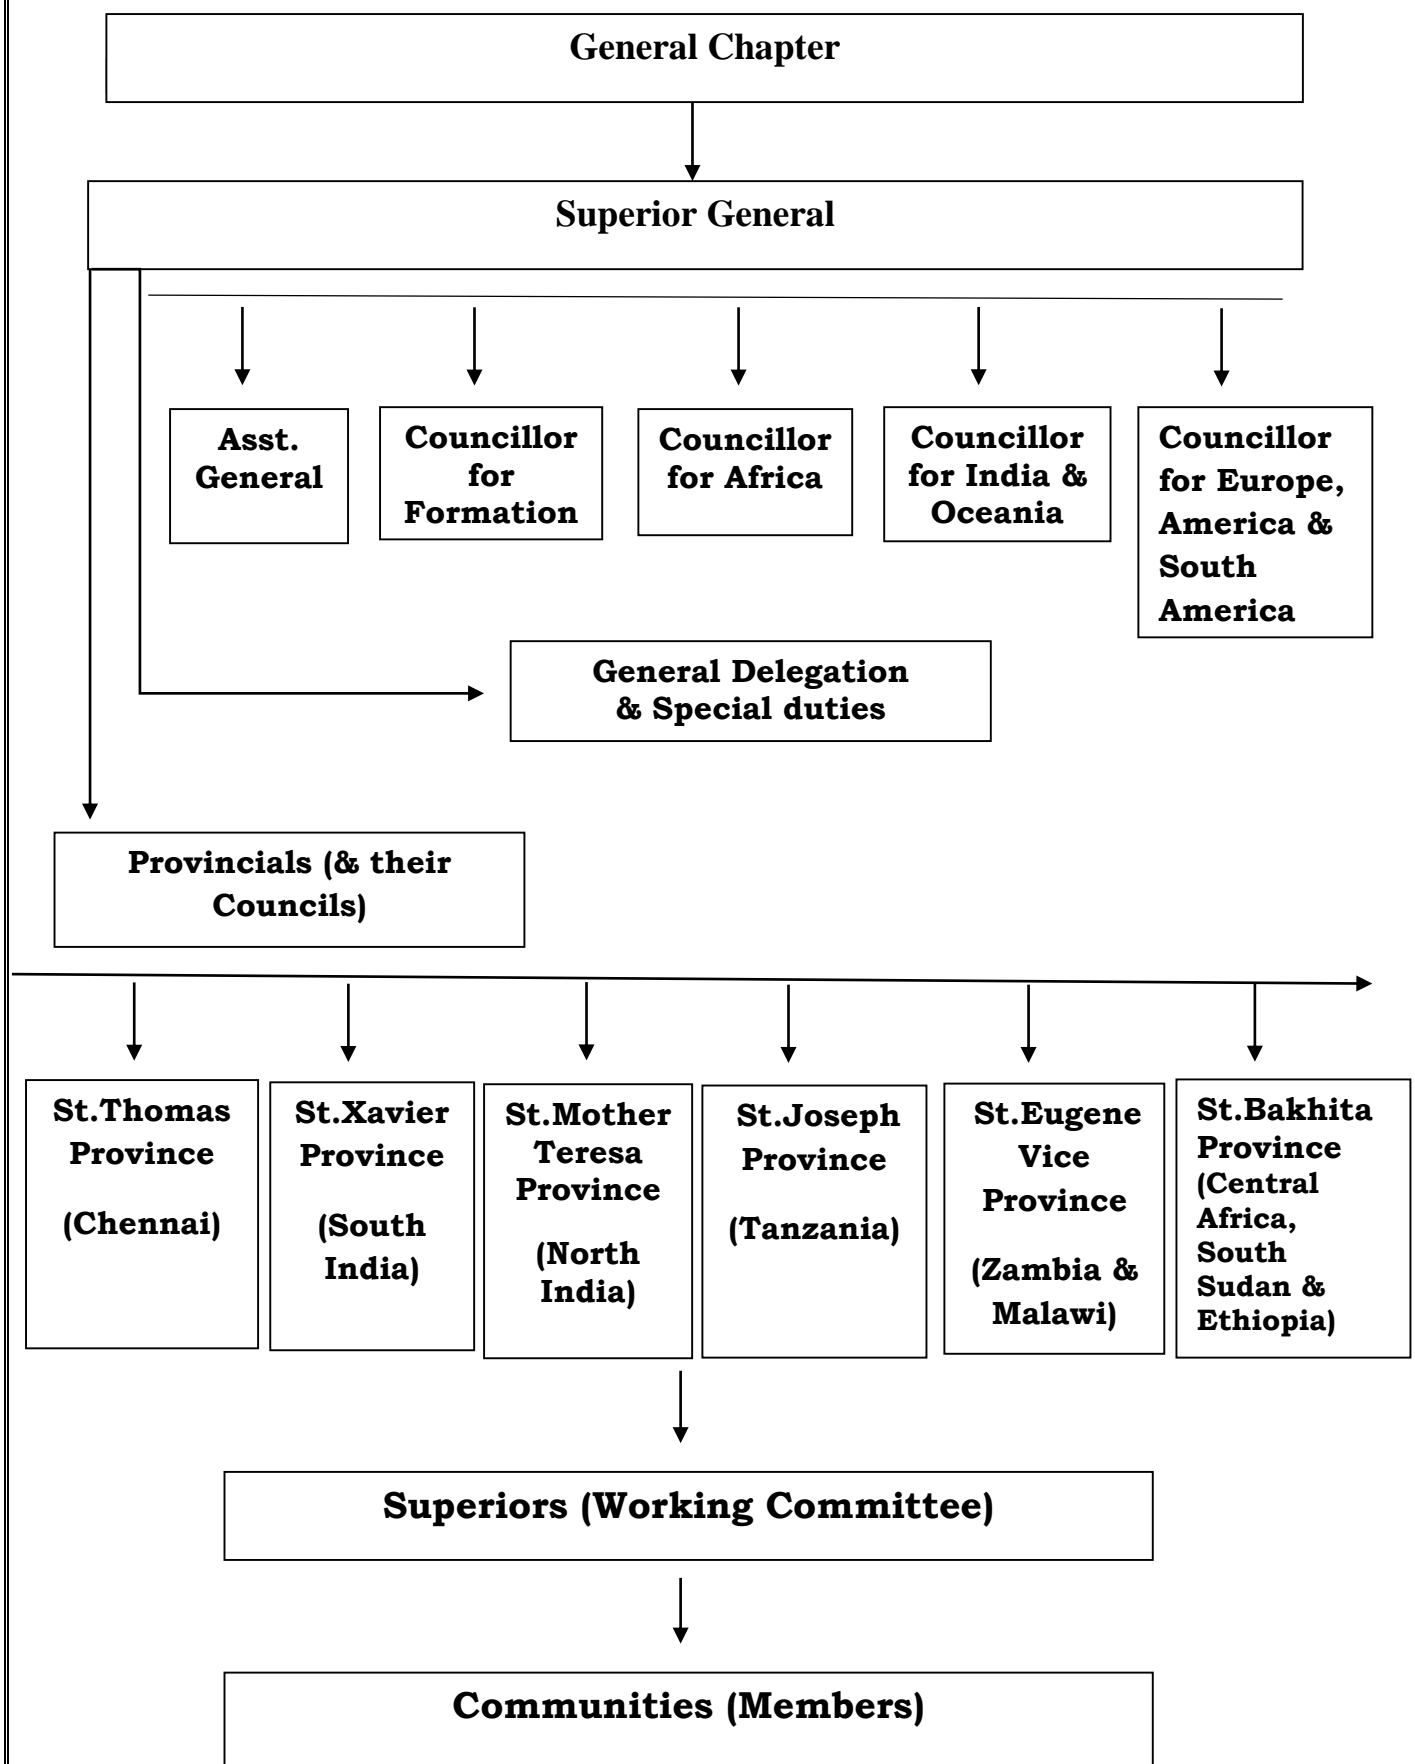 General Chapter
Superior General
Asst.
General
Councillor
for
Formation
Councillor
for Africa
Councillor
for India &
Oceania
Councillor
for Europe,
America &
South
America
General Delegation
& Special duties
Provincials (& their
Councils)
St.Thomas
Province
(Chennai)
St.Xavier
Province
(South
India)
St.Mother
Teresa
Province
(North
India)
St.Joseph
Province
(Tanzania)
St.Eugene
Vice
Province
(Zambia &
Malawi)
St.Bakhita
Province
(Central
Africa,
South
Sudan &
Ethiopia)
Superiors (Working Committee)
Communities (Members)